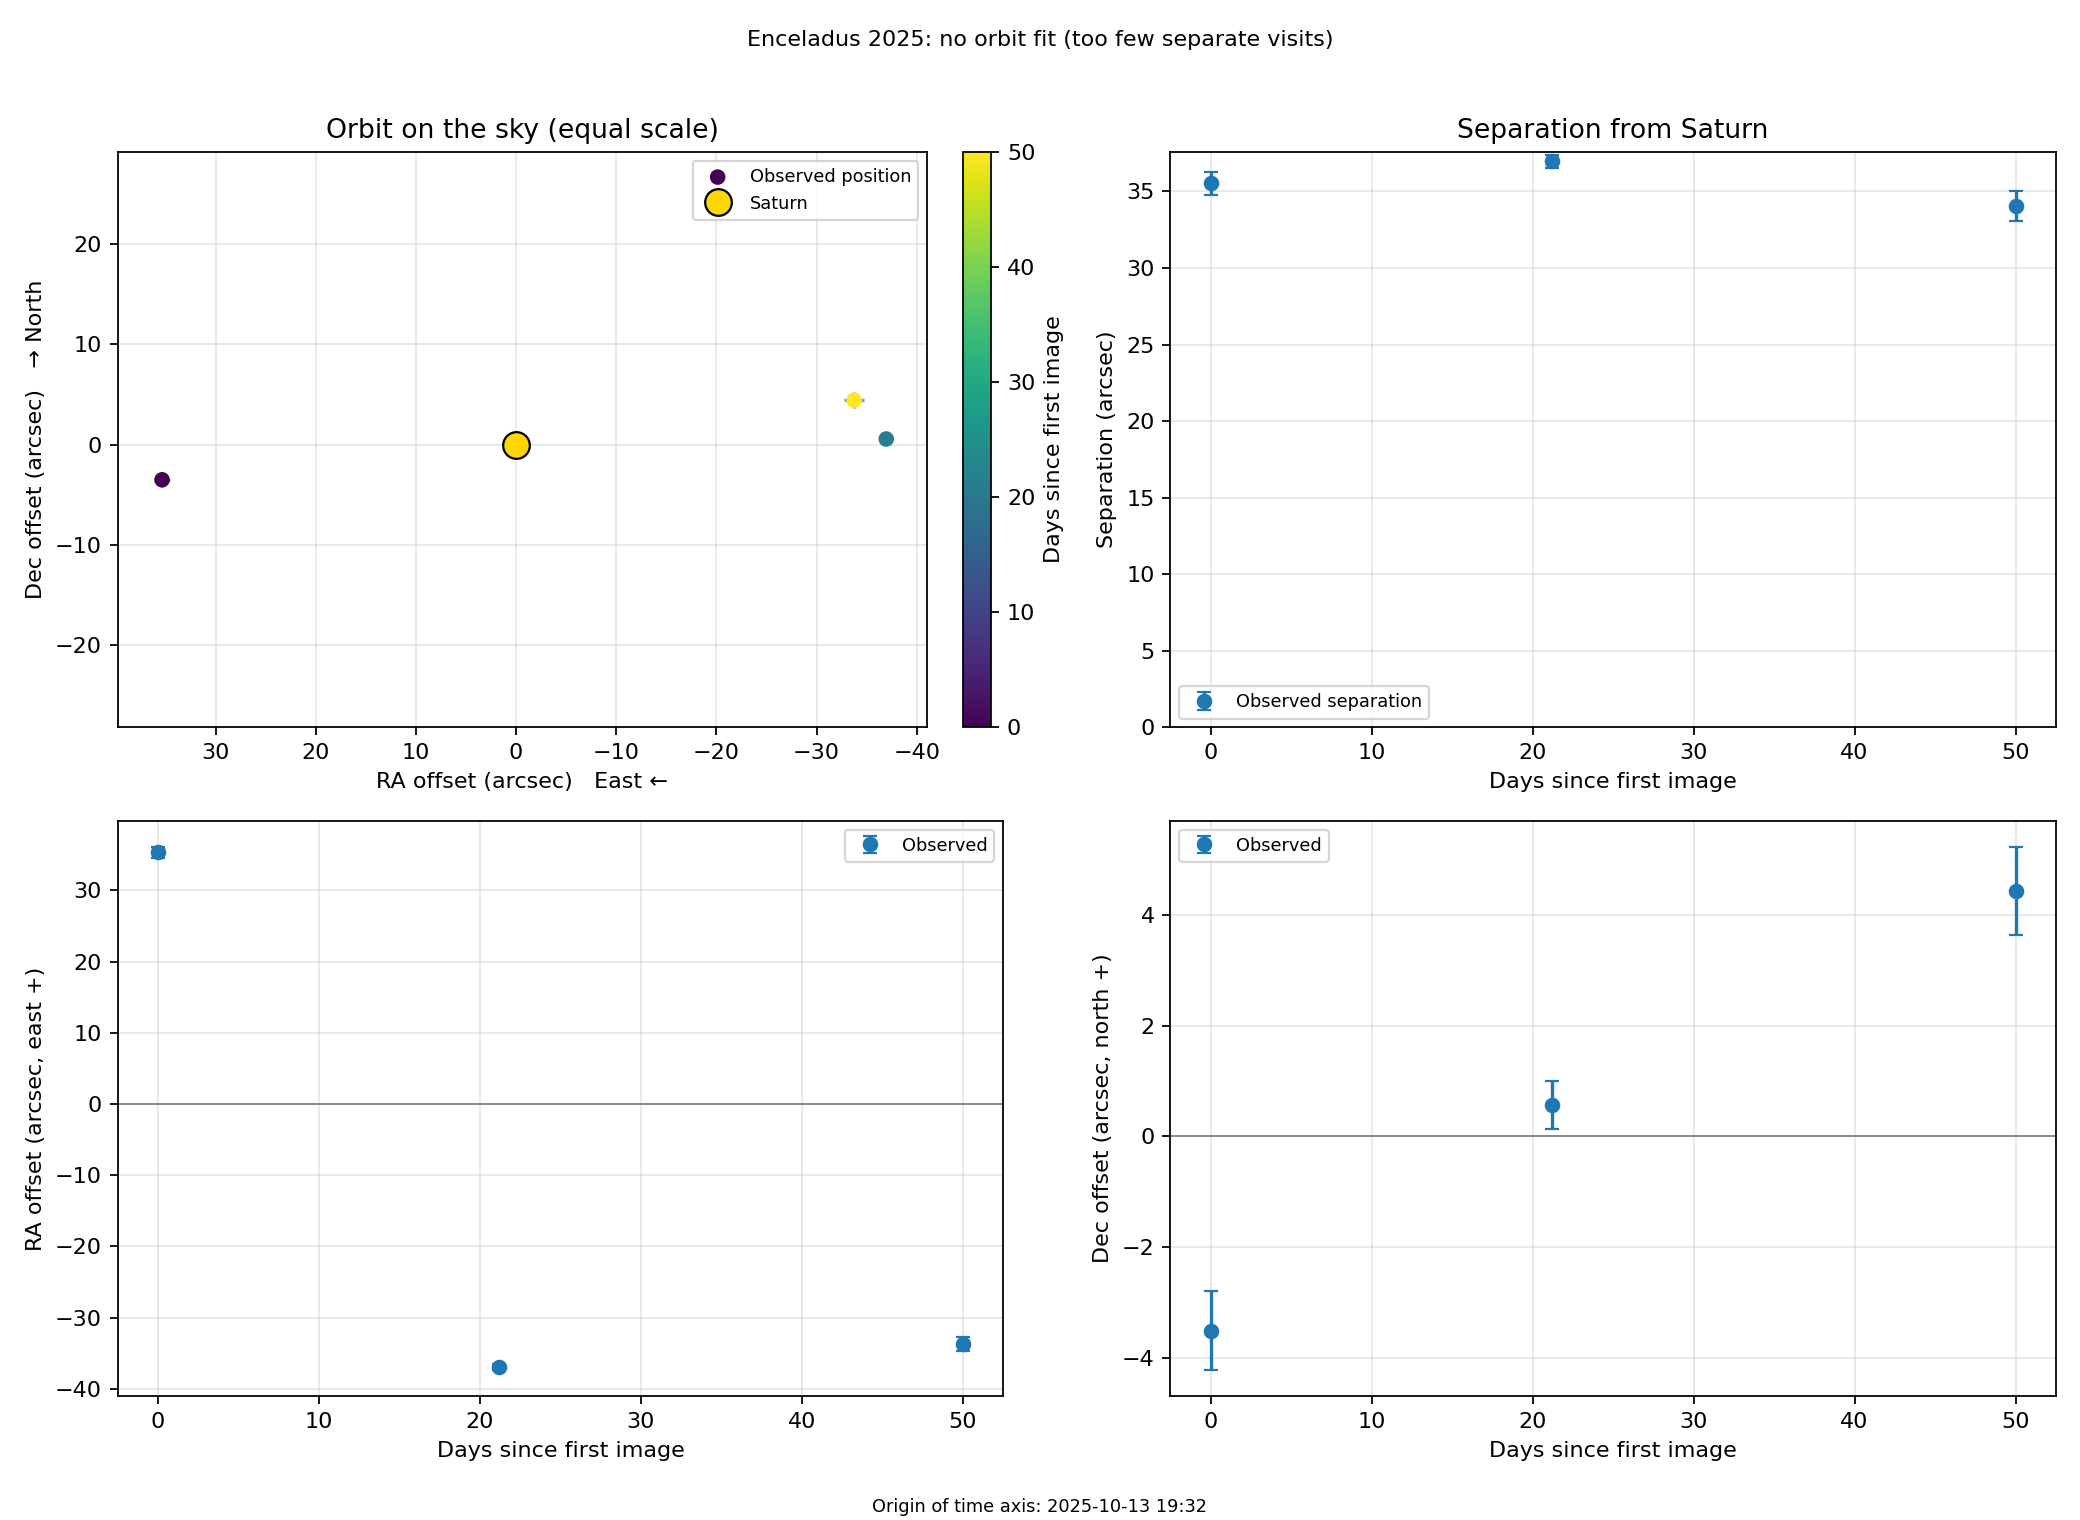 Enceladus 2025: no orbit fit (too few separate visits)
Orbit on the sky (equal scale)
Observed position
Saturn
20
10
0
−10
−20
Dec offset (arcsec) → North
30 20 10 0 −10 −20 −30 −40
RA offset (arcsec) East ←
50
40
30
20
10
0
Days since first image
Separation from Saturn
35
30
25
20
15
10
5
0
Separation (arcsec)
Observed separation
0 10 20 30 40 50
Days since first image
Observed
30
20
10
0
−10
−20
−30
−40
RA offset (arcsec, east +)
0 10 20 30 40 50
Days since first image
Observed
4
2
0
−2
−4
Dec offset (arcsec, north +)
0 10 20 30 40 50
Days since first image
Origin of time axis: 2025-10-13 19:32